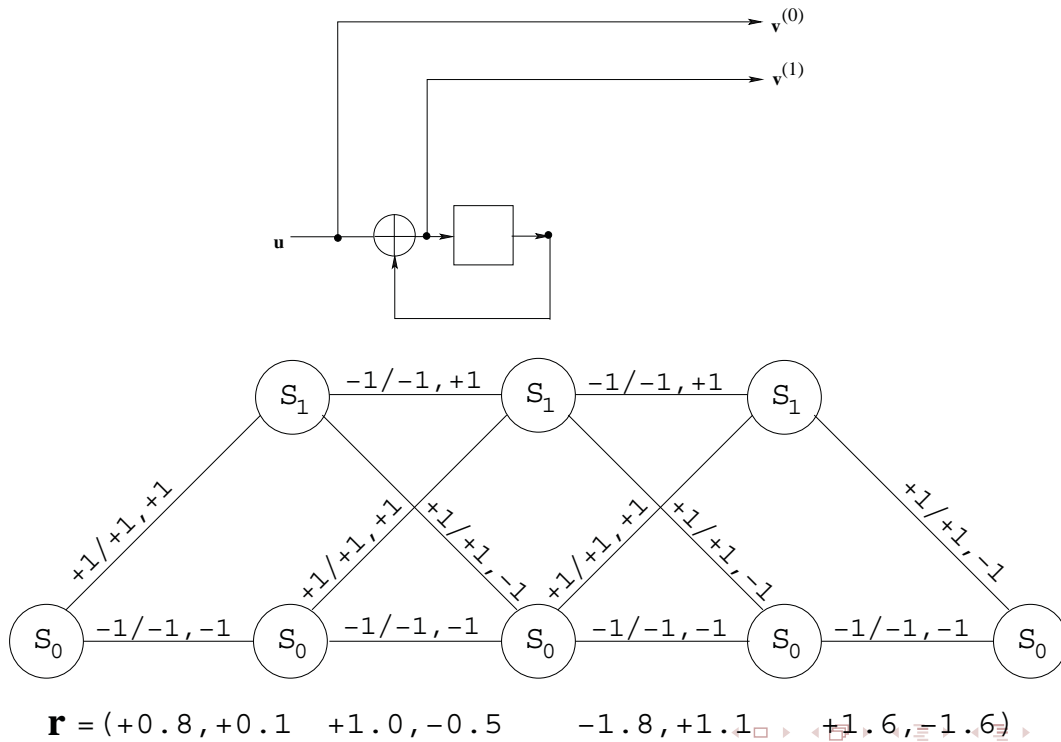 v(0)
v(1)
u
-1/-1,+1 -1/-1,+1
S1 S1 S1
+1/+1,+1 +1/+1,+1 +1/+1,-1 +1/+1,+1 +1/+1,-1 +1/+1,-1
-1/-1,-1 -1/-1,-1 -1/-1,-1 -1/-1,-1
S0 S0 S0 S0 S0
r = (+0.8,+0.1 +1.0,-0.5 -1.8,+1.1 +1.6,-1.6)